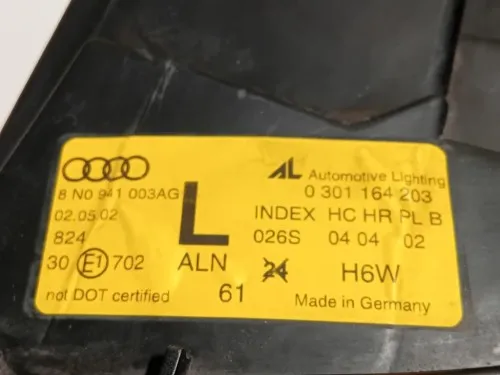 AL Automotive Lighting
8 N0 941 003AG
L
0 301 164 203
02.05.02
INDEX HC HR PL B
824
026S 04 04 02
30 E1 702
ALN 24 H6W
not DOT certified
61
Made in Germany